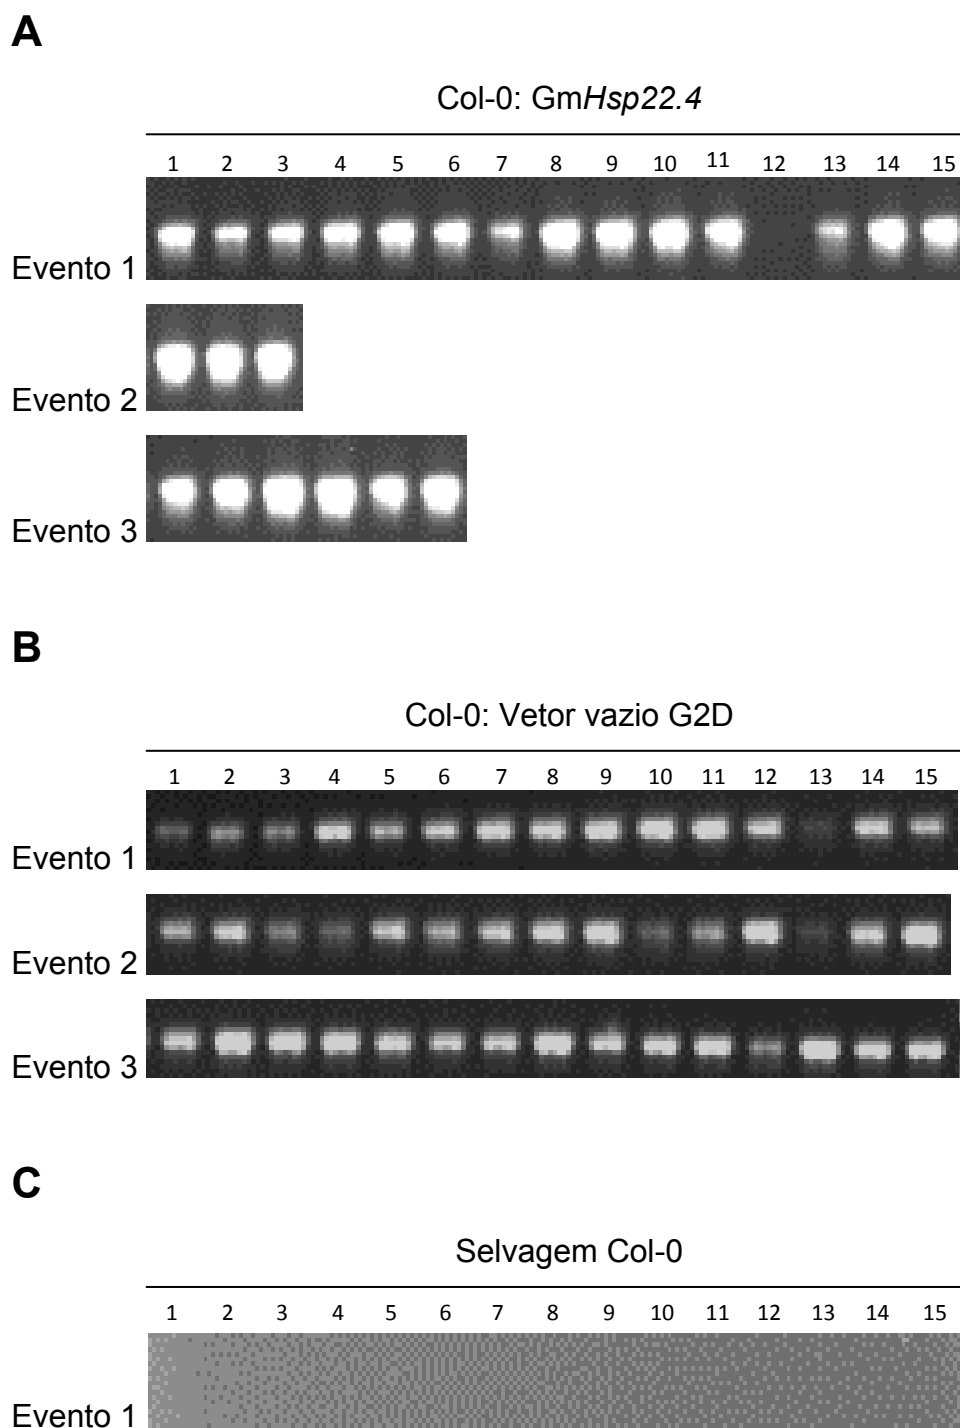 A
Col-0: GmHsp22.4
1 2 3 4 5 6 7 8 9 10 11 12 13 14 15
Evento 1
Evento 2
Evento 3
B
Col-0: Vetor vazio G2D
1 2 3 4 5 6 7 8 9 10 11 12 13 14 15
Evento 1
Evento 2
Evento 3
C
Selvagem Col-0
1 2 3 4 5 6 7 8 9 10 11 12 13 14 15
Evento 1